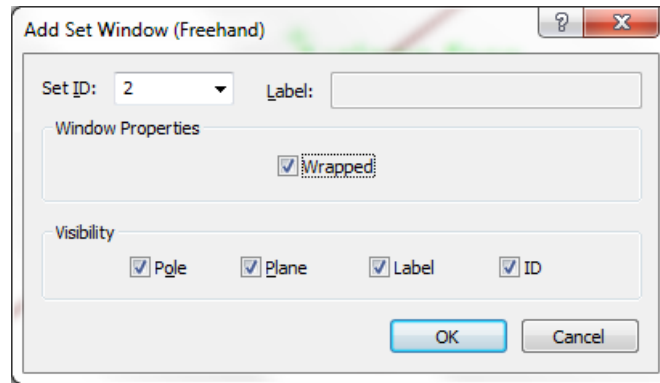 Add Set Window (Freehand)
Set ID: 2 Label:
Window Properties
Wrapped
Visibility
Pole Plane Label ID
OK Cancel